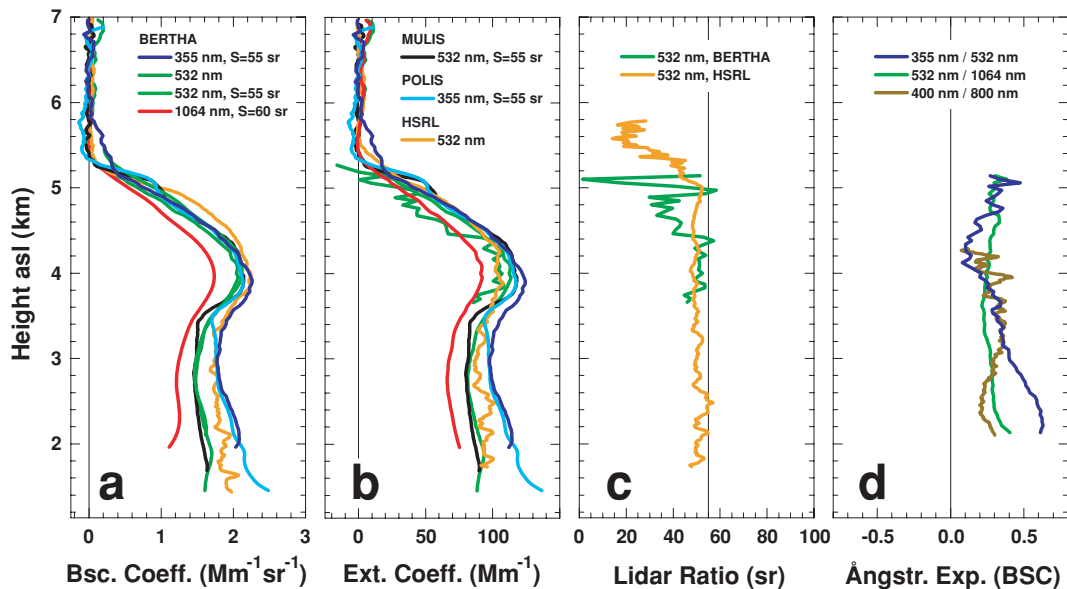 7
6
5
4
3
2
Height asl (km)
BERTHA
355 nm, S=55 sr
532 nm
532 nm, S=55 sr
1064 nm, S=60 sr
a
0 1 2 3
Bsc. Coeff. (Mm⁻¹sr⁻¹)
MULIS
532 nm, S=55 sr
POLIS
355 nm, S=55 sr
HSRL
532 nm
b
0 50 100
Ext. Coeff. (Mm⁻¹)
532 nm, BERTHA
532 nm, HSRL
c
0 20 40 60 80 100
Lidar Ratio (sr)
355 nm / 532 nm
532 nm / 1064 nm
400 nm / 800 nm
d
-0.5 0.0 0.5
Ångstr. Exp. (BSC)